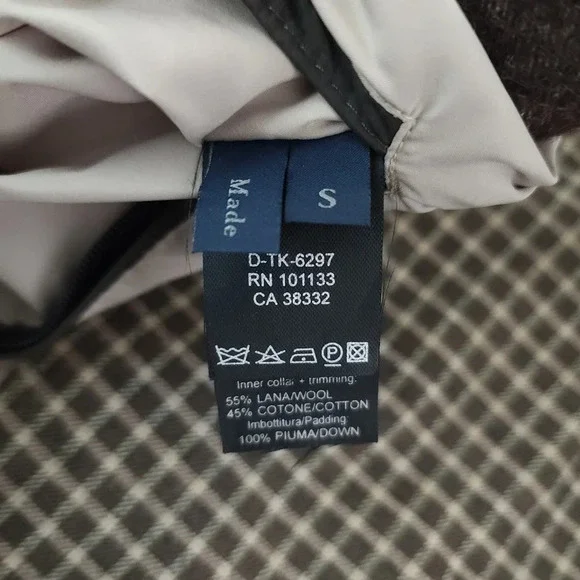 Made
S
D-TK-6297
RN 101133
CA 38332
P
Inner collar + trimming:
55% LANA/WOOL
45% COTONE/COTTON
Imbottitura/Padding:
100% PIUMA/DOWN